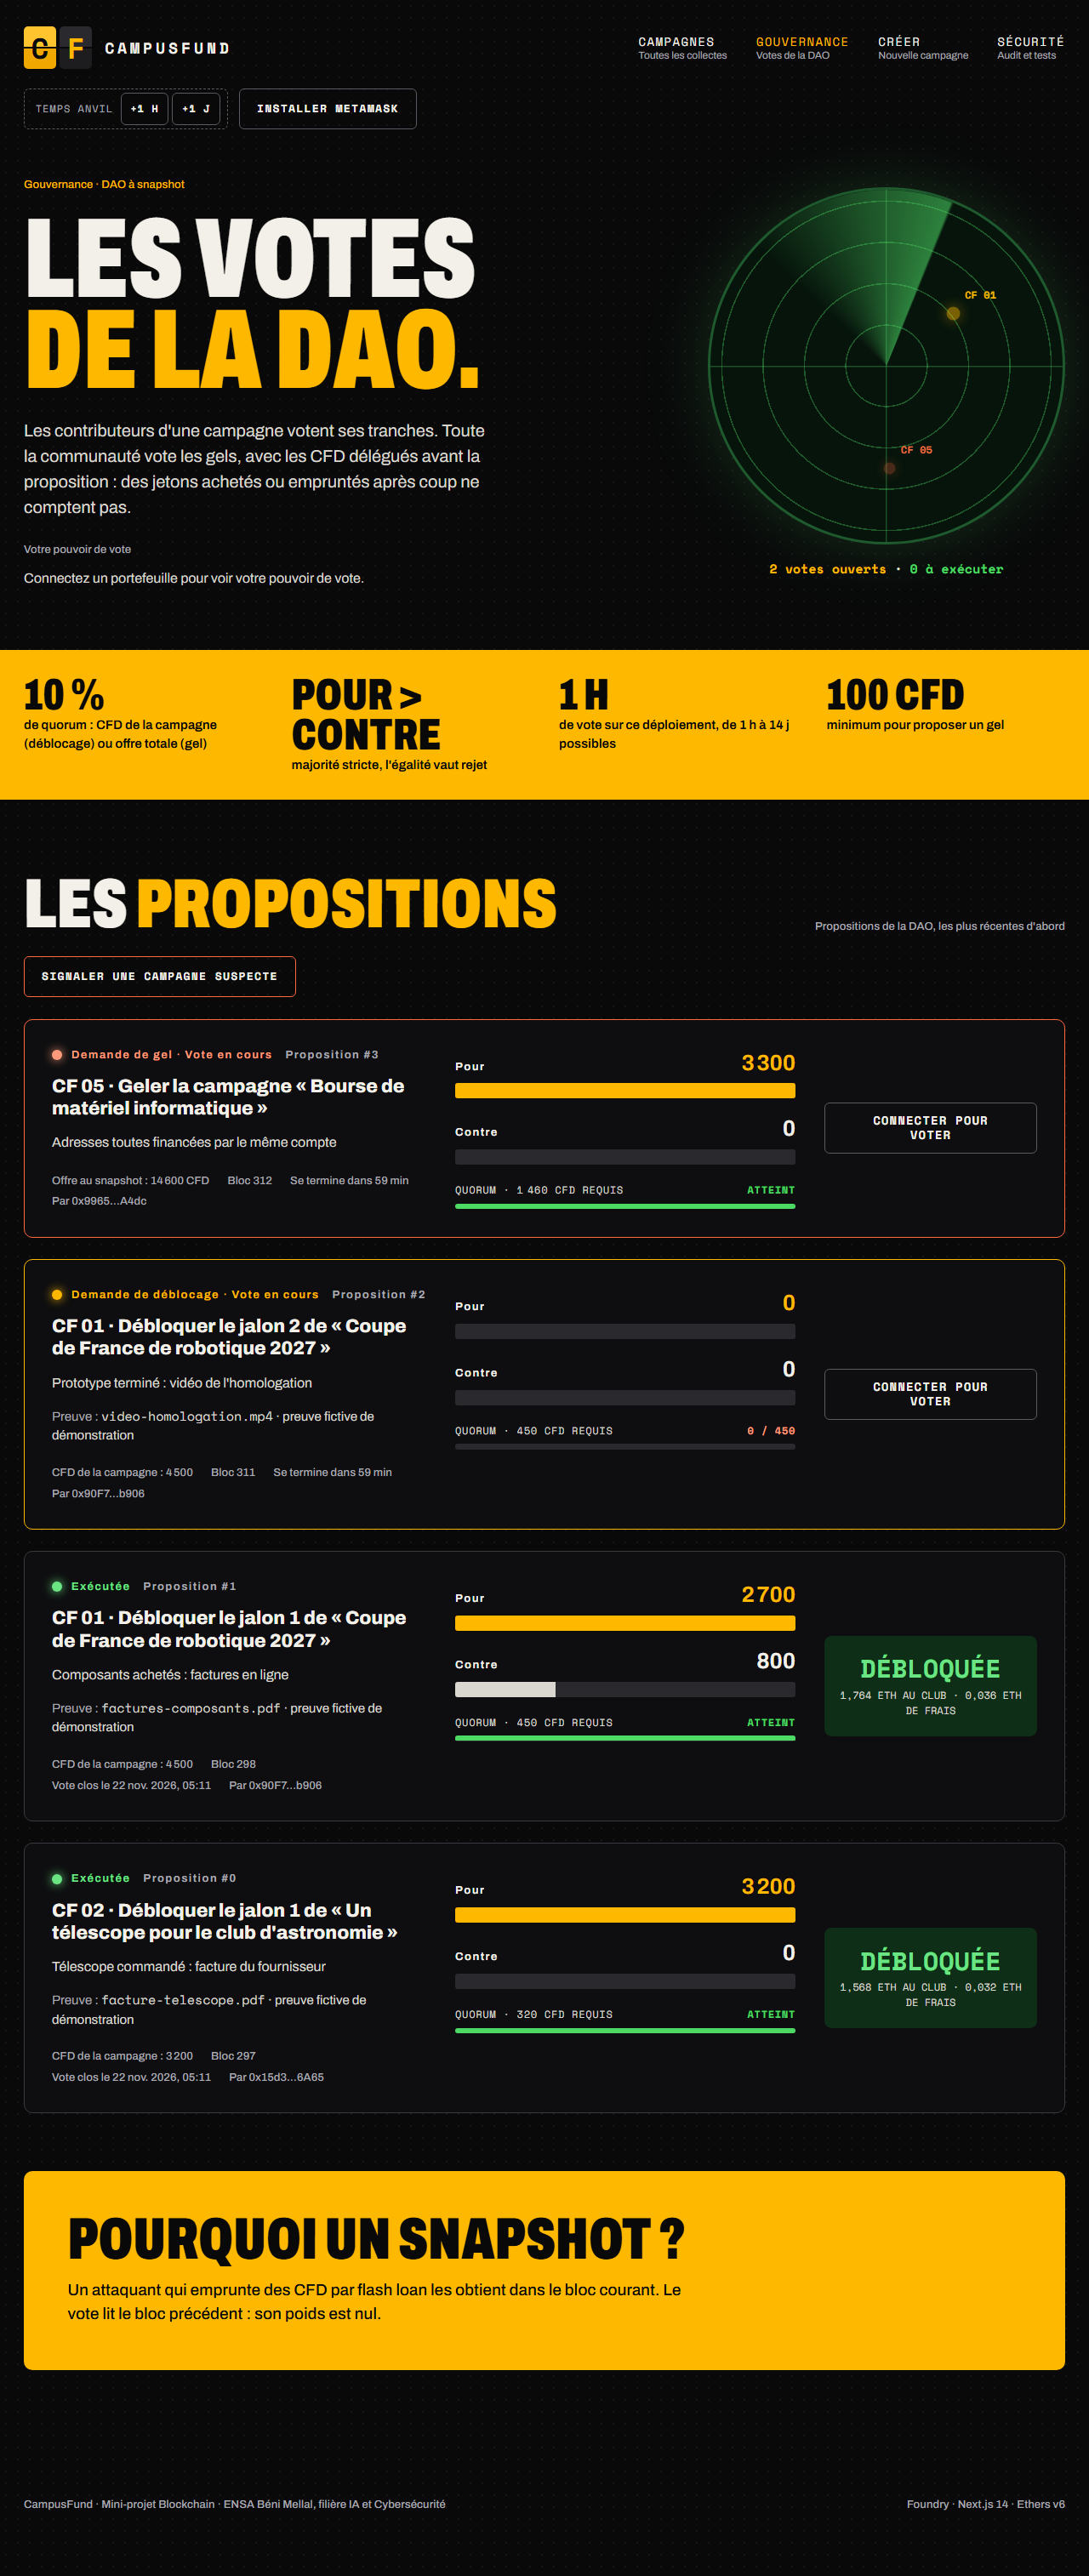 C F CAMPUSFUND
CAMPAGNES
Toutes les collectes
GOUVERNANCE
Votes de la DAO
CRÉER
Nouvelle campagne
SÉCURITÉ
Audit et tests
TEMPS ANVIL +1 H +1 J
INSTALLER METAMASK
Gouvernance · DAO à snapshot
LES VOTES
DE LA DAO.
Les contributeurs d'une campagne votent ses tranches. Toute
la communauté vote les gels, avec les CFD délégués avant la
proposition : des jetons achetés ou empruntés après coup ne
comptent pas.
Votre pouvoir de vote
Connectez un portefeuille pour voir votre pouvoir de vote.
CF 01
CF 05
2 votes ouverts · 0 à exécuter
10 %
de quorum : CFD de la campagne
(déblocage) ou offre totale (gel)
POUR >
CONTRE
majorité stricte, l'égalité vaut rejet
1 H
de vote sur ce déploiement, de 1 h à 14 j
possibles
100 CFD
minimum pour proposer un gel
LES PROPOSITIONS
Propositions de la DAO, les plus récentes d'abord
SIGNALER UNE CAMPAGNE SUSPECTE
Demande de gel · Vote en cours Proposition #3
CF 05 · Geler la campagne « Bourse de
matériel informatique »
Adresses toutes financées par le même compte
Offre au snapshot : 14 600 CFD Bloc 312 Se termine dans 59 min
Par 0x9965…A4dc
Pour 3 300
Contre 0
QUORUM · 1 460 CFD REQUIS ATTEINT
CONNECTER POUR
VOTER
Demande de déblocage · Vote en cours Proposition #2
CF 01 · Débloquer le jalon 2 de « Coupe
de France de robotique 2027 »
Prototype terminé : vidéo de l'homologation
Preuve : video-homologation.mp4 · preuve fictive de
démonstration
CFD de la campagne : 4 500 Bloc 311 Se termine dans 59 min
Par 0x90F7…b906
Pour 0
Contre 0
QUORUM · 450 CFD REQUIS 0 / 450
CONNECTER POUR
VOTER
Exécutée Proposition #1
CF 01 · Débloquer le jalon 1 de « Coupe
de France de robotique 2027 »
Composants achetés : factures en ligne
Preuve : factures-composants.pdf · preuve fictive de
démonstration
CFD de la campagne : 4 500 Bloc 298
Vote clos le 22 nov. 2026, 05:11 Par 0x90F7…b906
Pour 2 700
Contre 800
QUORUM · 450 CFD REQUIS ATTEINT
DÉBLOQUÉE
1,764 ETH AU CLUB · 0,036 ETH
DE FRAIS
Exécutée Proposition #0
CF 02 · Débloquer le jalon 1 de « Un
télescope pour le club d'astronomie »
Télescope commandé : facture du fournisseur
Preuve : facture-telescope.pdf · preuve fictive de
démonstration
CFD de la campagne : 3 200 Bloc 297
Vote clos le 22 nov. 2026, 05:11 Par 0x15d3…6A65
Pour 3 200
Contre 0
QUORUM · 320 CFD REQUIS ATTEINT
DÉBLOQUÉE
1,568 ETH AU CLUB · 0,032 ETH
DE FRAIS
POURQUOI UN SNAPSHOT ?
Un attaquant qui emprunte des CFD par flash loan les obtient dans le bloc courant. Le
vote lit le bloc précédent : son poids est nul.
CampusFund · Mini-projet Blockchain · ENSA Béni Mellal, filière IA et Cybersécurité
Foundry · Next.js 14 · Ethers v6